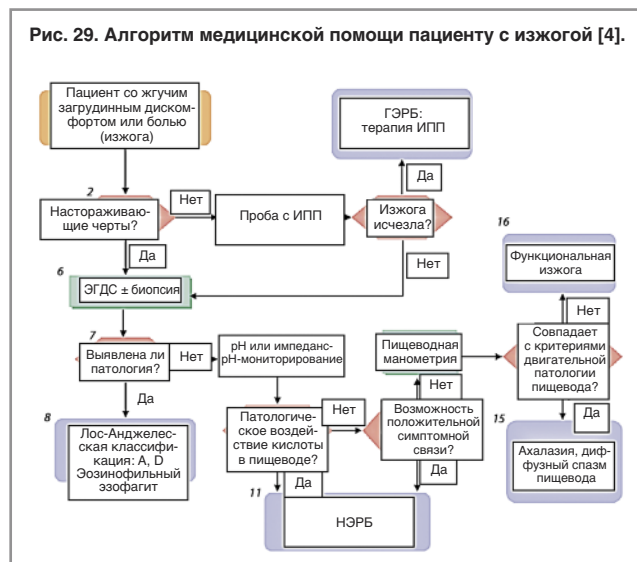 Рис. 29. Алгоритм медицинской помощи пациенту с изжогой [4].
Пациент со жгучим
загрудинным диском-
фортом или болью
(изжога)
ГЭРБ:
терапия ИПП
Да
2
Настораживаю-
щие черты?
Нет
Проба с ИПП
Изжога
исчезла?
Да
Нет
6
ЭГДС ± биопсия
16
Функциональная
изжога
Нет
7
Выявлена ли
патология?
Нет
pH или импеданс-
pH-мониторирование
Пищеводная
манометрия
Совпадает
с критериями
двигательной
патологии
пищевода?
Да
Нет
8
Лос-Анджелес-
ская классифи-
кация: A, D
Эозинофильный
эзофагит
Патологиче-
ское воздей-
ствие кислоты
в пищеводе?
Нет
Возможность
положительной
симптомной
связи?
Да
Да
15
Ахалазия, диф-
фузный спазм
пищевода
Да
11
НЭРБ